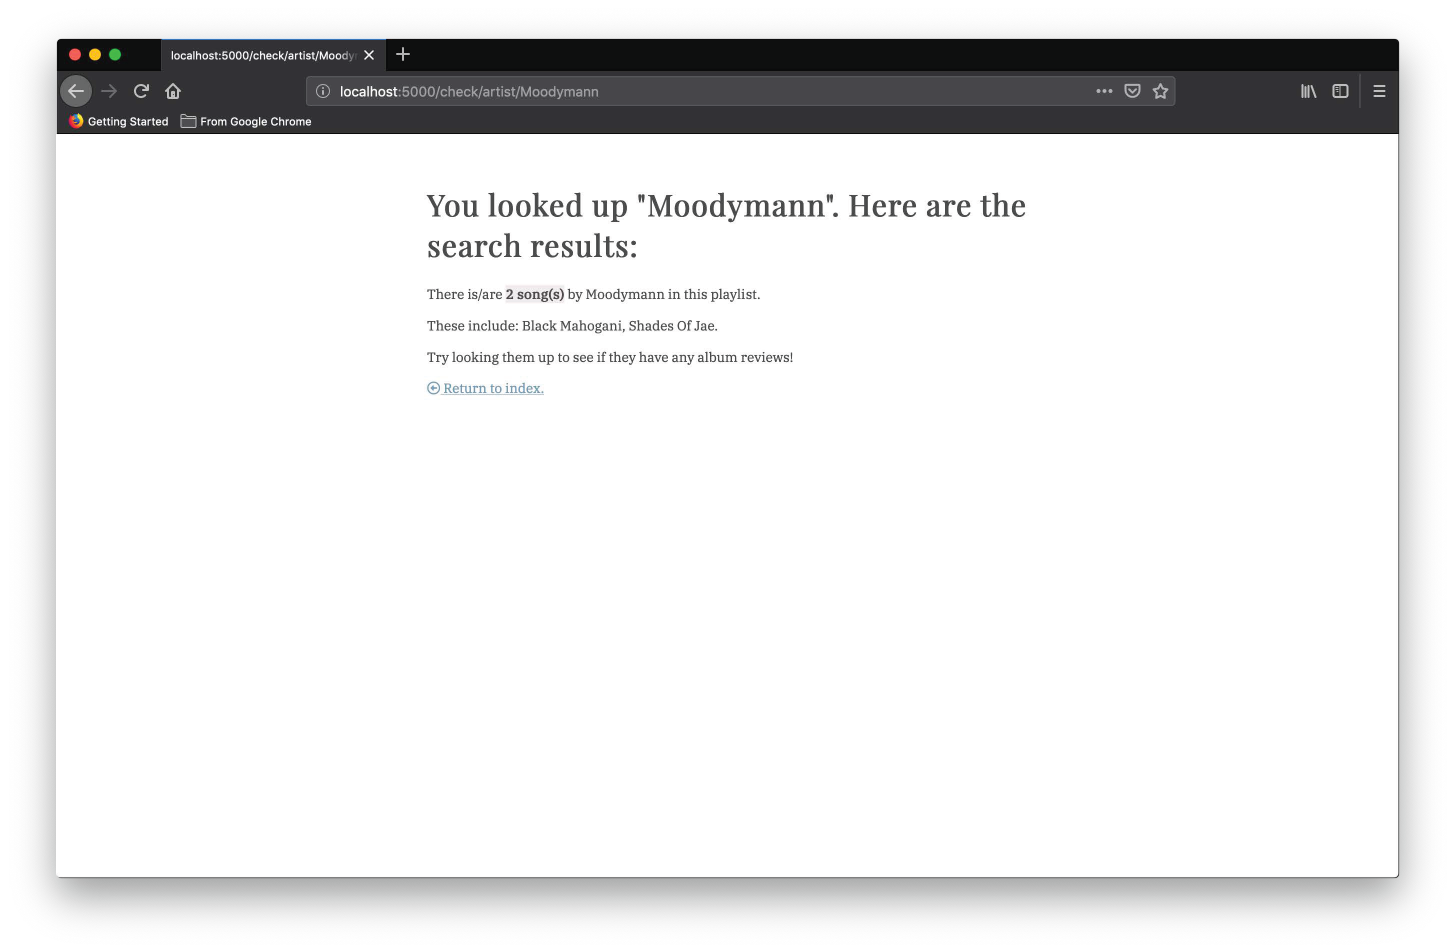 localhost:5000/check/artist/Moody
localhost:5000/check/artist/Moodymann
Getting Started
From Google Chrome
You looked up "Moodymann". Here are the
search results:
There is/are 2 song(s) by Moodymann in this playlist.
These include: Black Mahogani, Shades Of Jae.
Try looking them up to see if they have any album reviews!
Return to index.